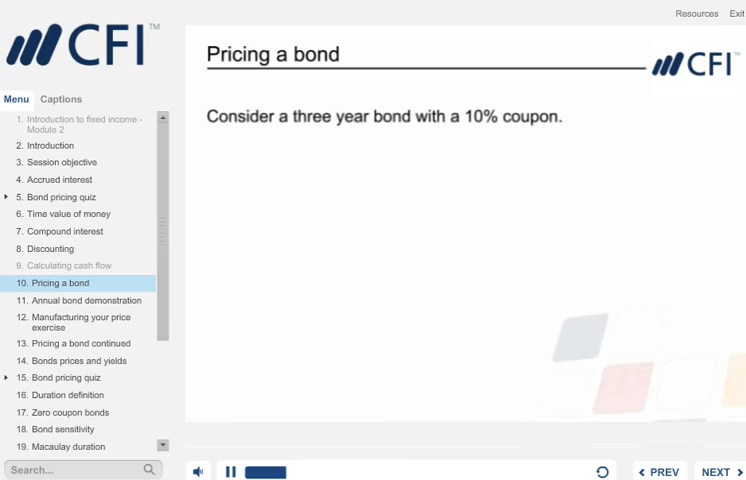 Resources Exit
CFI™
Menu Captions
1. Introduction to fixed income -
Module 2
2. Introduction
3. Session objective
4. Accrued interest
5. Bond pricing quiz
6. Time value of money
7. Compound interest
8. Discounting
9. Calculating cash flow
10. Pricing a bond
11. Annual bond demonstration
12. Manufacturing your price
exercise
13. Pricing a bond continued
14. Bonds prices and yields
15. Bond pricing quiz
16. Duration definition
17. Zero coupon bonds
18. Bond sensitivity
19. Macaulay duration
Search...
Pricing a bond
CFI™
Consider a three year bond with a 10% coupon.
PREV NEXT